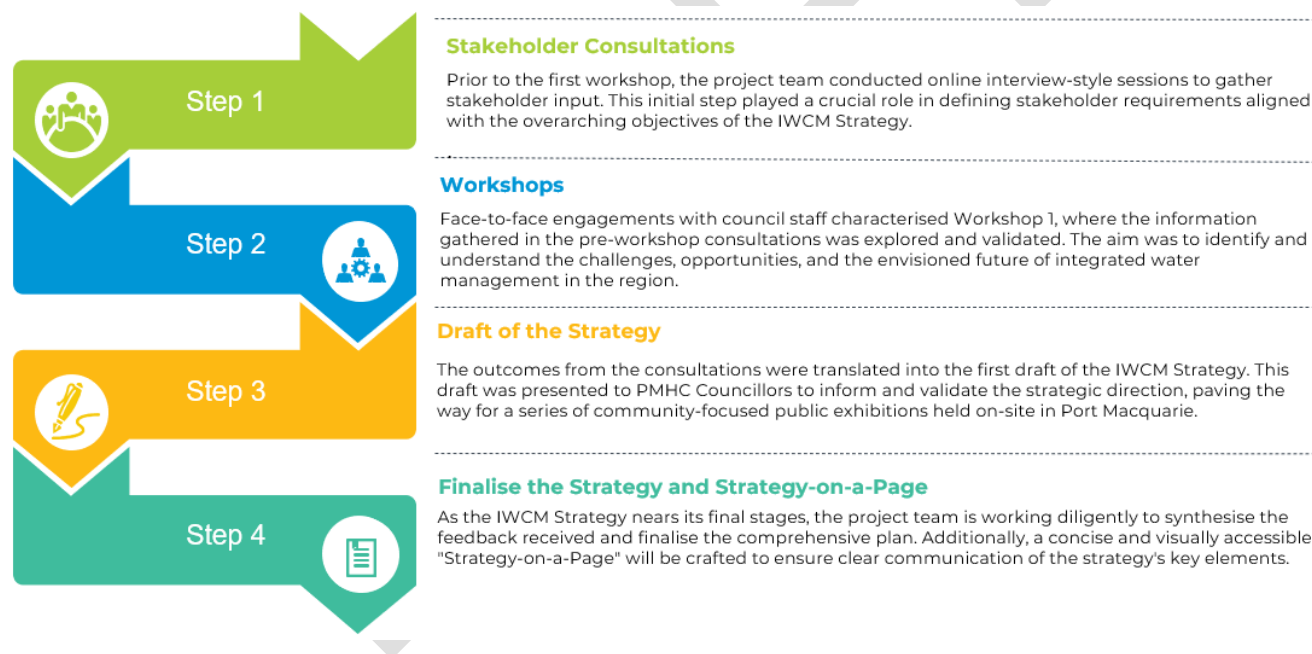 Step 1
Stakeholder Consultations
Prior to the first workshop, the project team conducted online interview-style sessions to gather
stakeholder input. This initial step played a crucial role in defining stakeholder requirements aligned
with the overarching objectives of the IWCM Strategy.
Step 2
Workshops
Face-to-face engagements with council staff characterised Workshop 1, where the information
gathered in the pre-workshop consultations was explored and validated. The aim was to identify and
understand the challenges, opportunities, and the envisioned future of integrated water
management in the region.
Step 3
Draft of the Strategy
The outcomes from the consultations were translated into the first draft of the IWCM Strategy. This
draft was presented to PMHC Councillors to inform and validate the strategic direction, paving the
way for a series of community-focused public exhibitions held on-site in Port Macquarie.
Step 4
Finalise the Strategy and Strategy-on-a-Page
As the IWCM Strategy nears its final stages, the project team is working diligently to synthesise the
feedback received and finalise the comprehensive plan. Additionally, a concise and visually accessible
"Strategy-on-a-Page" will be crafted to ensure clear communication of the strategy's key elements.